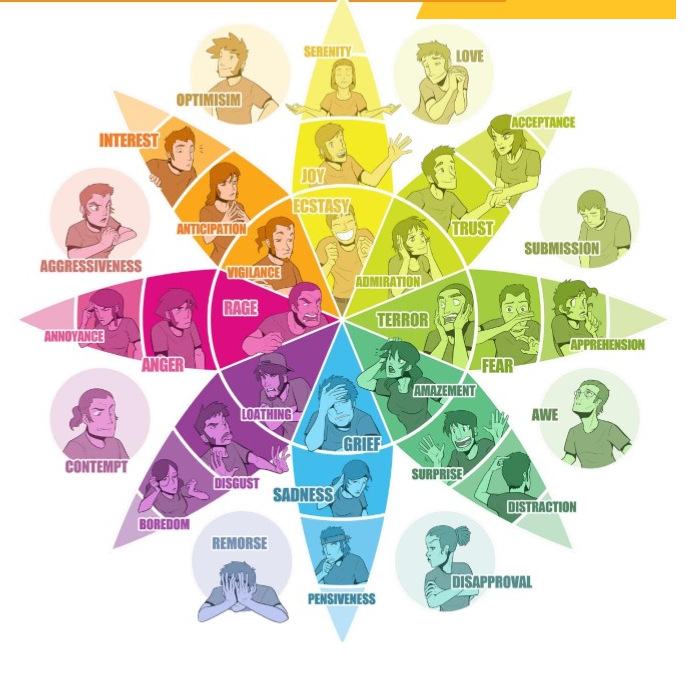 SERENITY
LOVE
OPTIMISIM
ACCEPTANCE
INTEREST
JOY
ECSTASY
TRUST
ANTICIPATION
SUBMISSION
AGGRESSIVENESS
VIGILANCE
ADMIRATION
RAGE
TERROR
ANNOYANCE
APPREHENSION
ANGER
FEAR
AMAZEMENT
LOATHING
AWE
GRIEF
CONTEMPT
SURPRISE
DISGUST
SADNESS
DISTRACTION
BOREDOM
REMORSE
DISAPPROVAL
PENSIVENESS